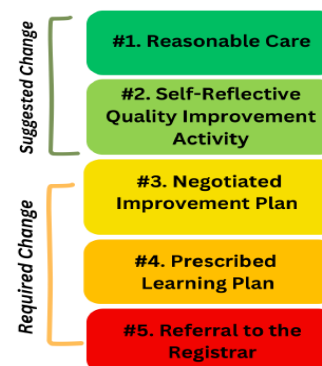 Suggested Change
#1. Reasonable Care
#2. Self-Reflective
Quality Improvement
Activity
Required Change
#3. Negotiated
Improvement Plan
#4. Prescribed
Learning Plan
#5. Referral to the
Registrar